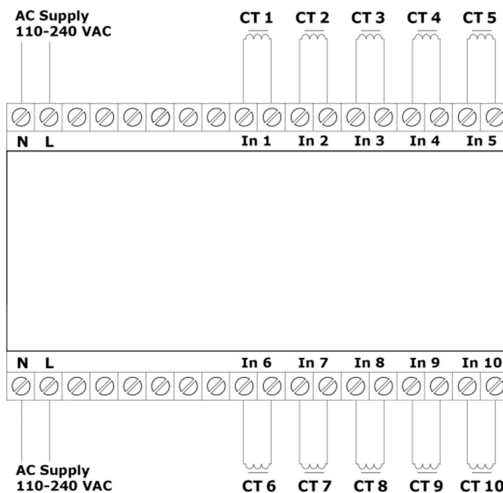 AC Supply
110-240 VAC
CT 1 CT 2 CT 3 CT 4 CT 5
N L In 1 In 2 In 3 In 4 In 5
N L In 6 In 7 In 8 In 9 In 10
AC Supply
110-240 VAC
CT 6 CT 7 CT 8 CT 9 CT 10